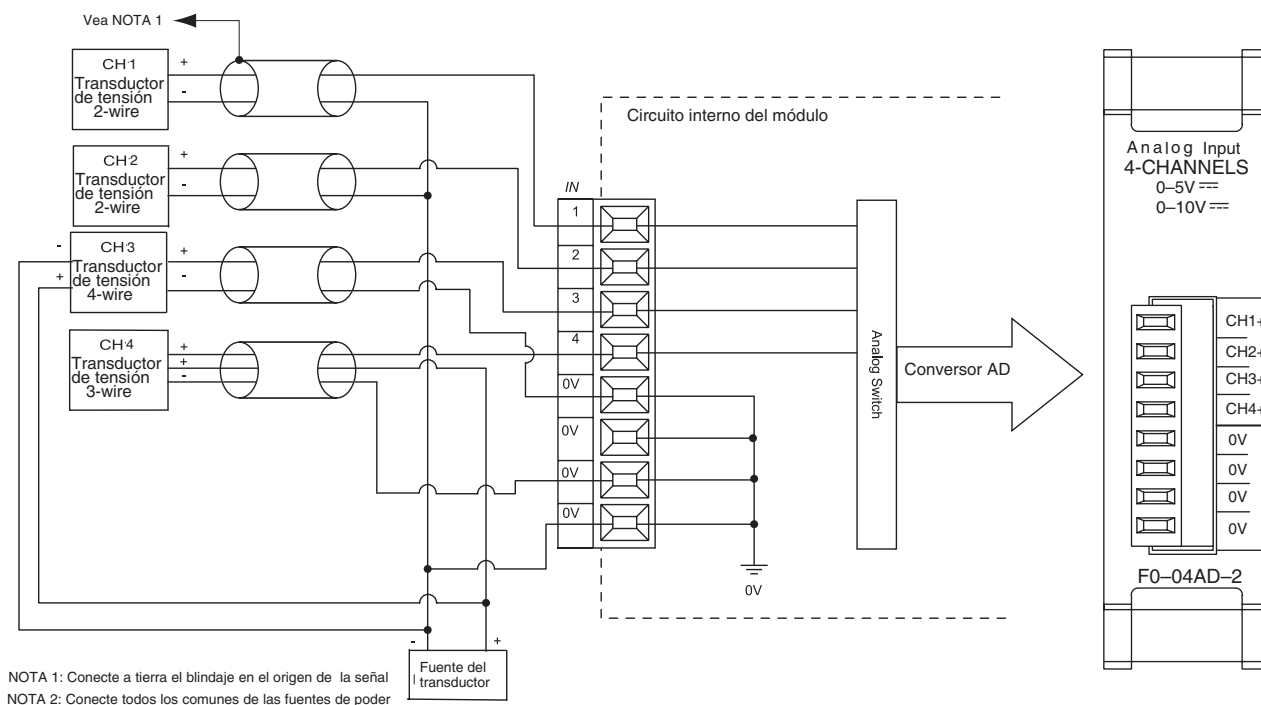 Vea NOTA 1
CH1
Transductor
de tensión
2-wire
+
-
CH2
Transductor
de tensión
2-wire
+
-
CH3
Transductor
de tensión
4-wire
-
+
+
-
CH4
Transductor
de tensión
3-wire
+
+
-
IN
1
2
3
4
0V
0V
0V
0V
Circuito interno del módulo
Analog Switch
Conversor AD
0V
-
+
Fuente del
transductor
NOTA 1: Conecte a tierra el blindaje en el origen de la señal
NOTA 2: Conecte todos los comunes de las fuentes de poder
Analog Input
4-CHANNELS
0–5V
0–10V
CH1+
CH2+
CH3+
CH4+
0V
0V
0V
0V
F0–04AD–2